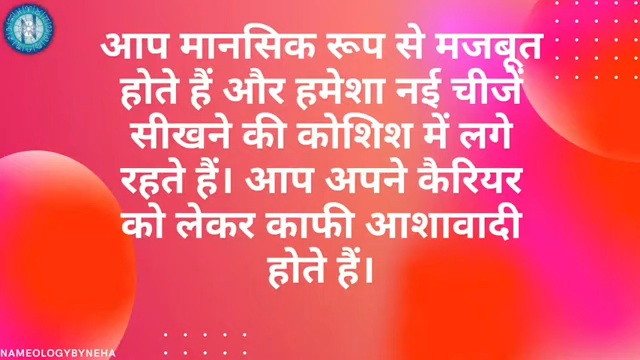 आप मानसिक रूप से मजबूत
होते हैं और हमेशा नई चीजें
सीखने की कोशिश में लगे
रहते हैं। आप अपने कैरियर
को लेकर काफी आशावादी
होते हैं।
NAMEOLOGYBYNEHA